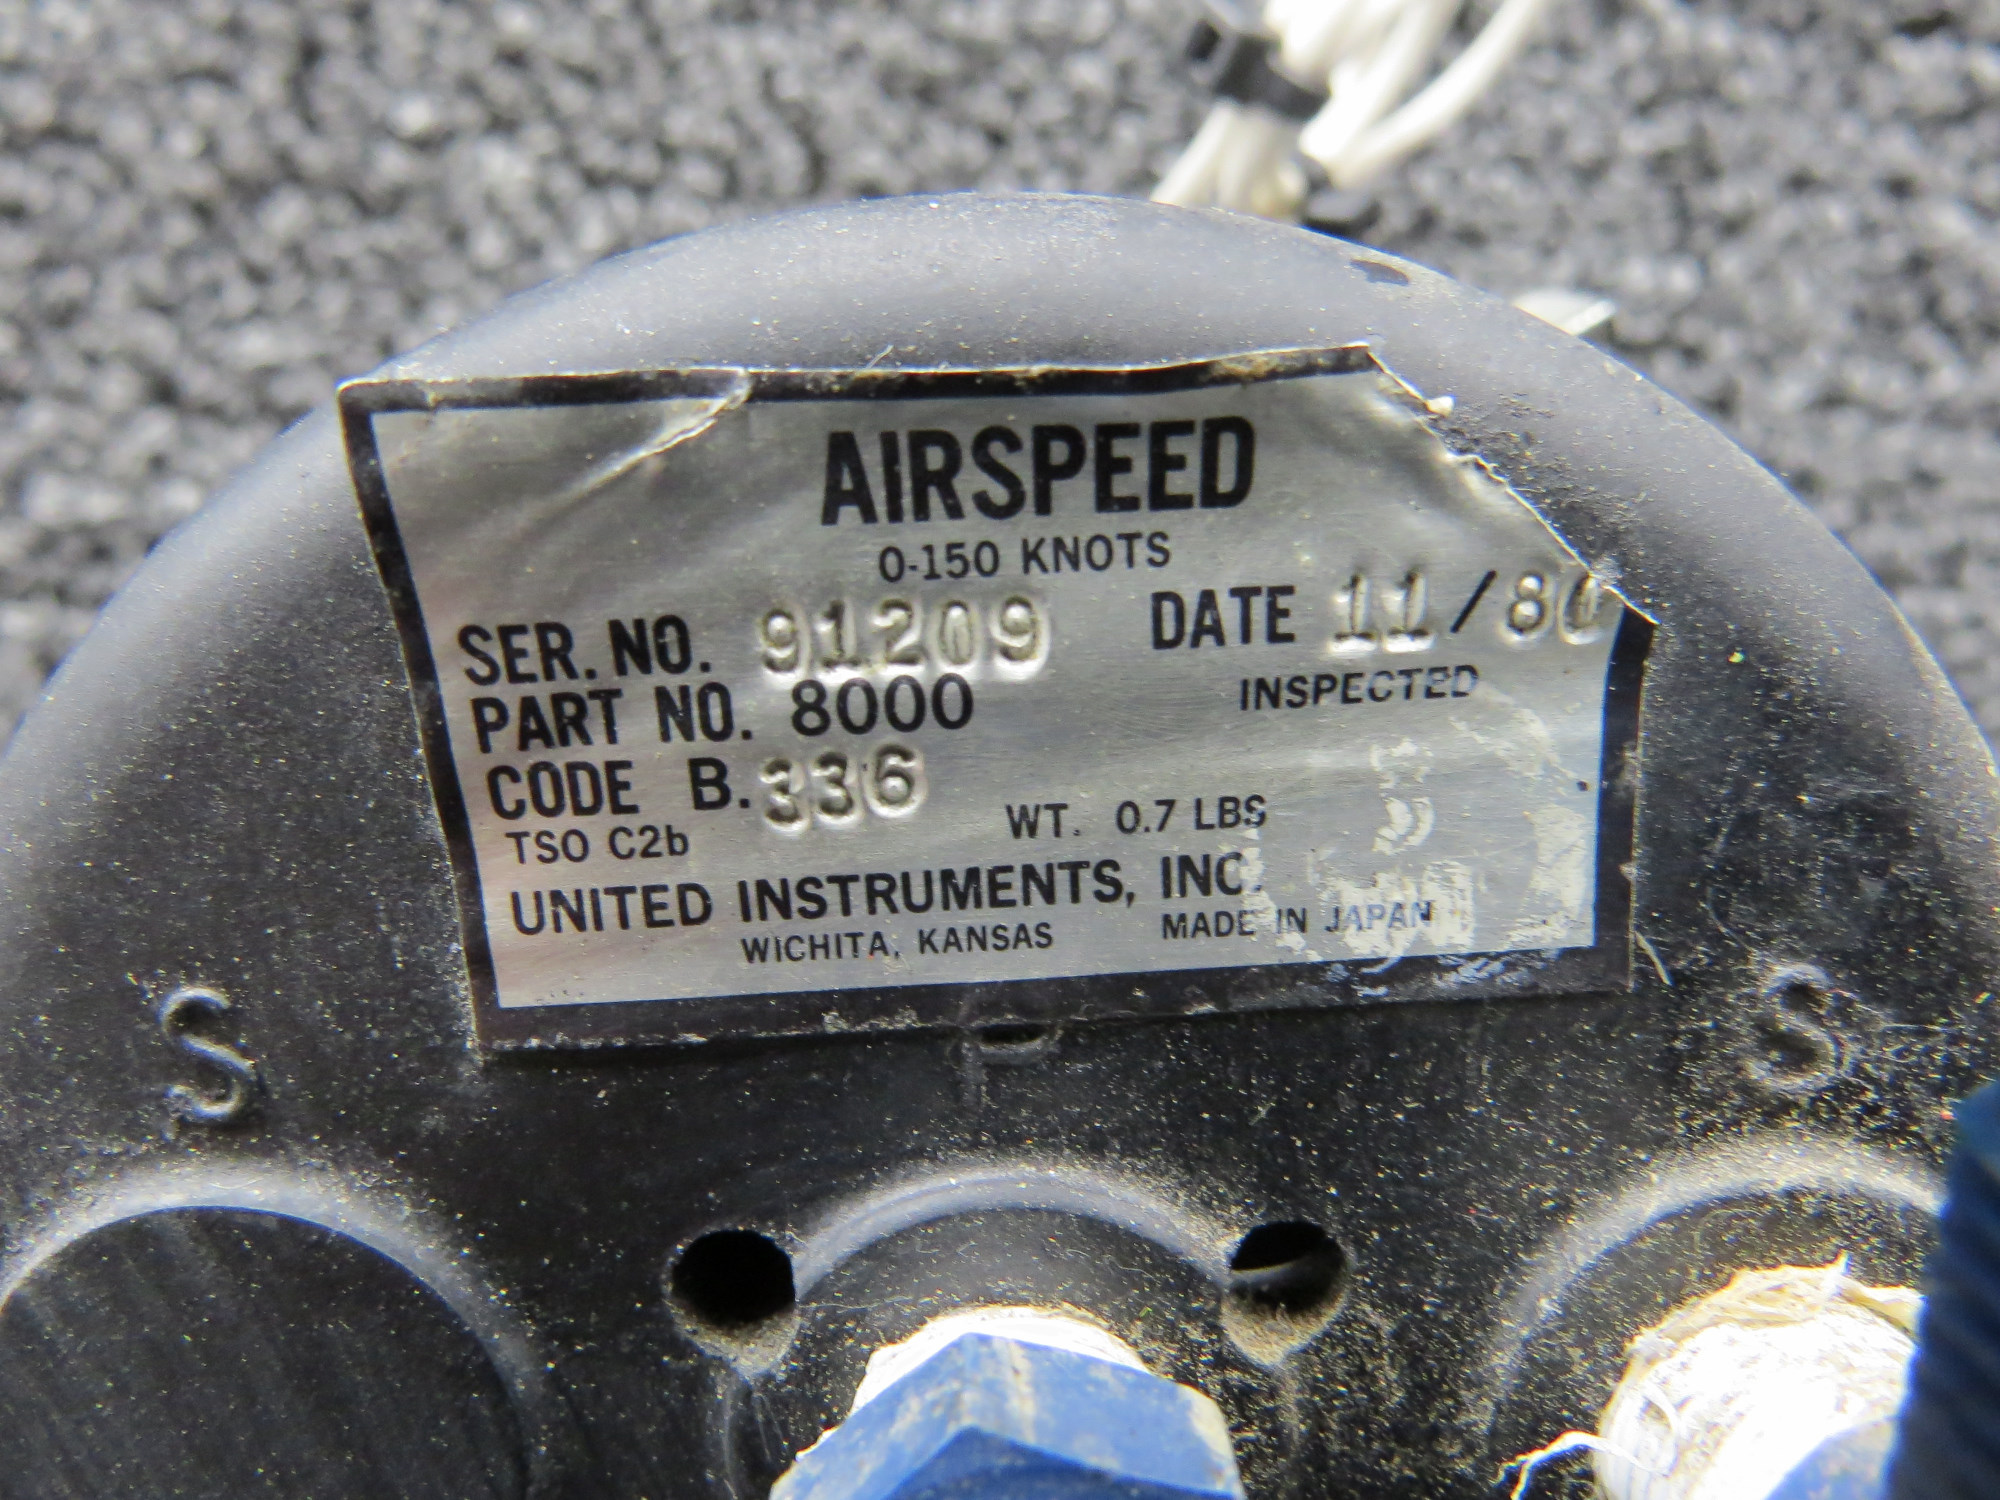 AIRSPEED
0-150 KNOTS
SER. NO. 91209 DATE 11/80
PART NO. 8000 INSPECTED
CODE B.336
TSO C2b WT. 0.7 LBS
UNITED INSTRUMENTS, INC.
WICHITA, KANSAS MADE IN JAPAN
S S